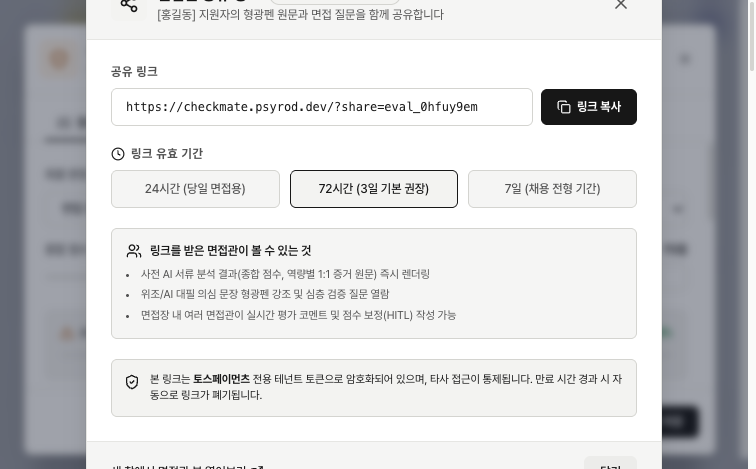 [홍길동] 지원자의 형광펜 원문과 면접 질문을 함께 공유합니다
공유 링크
https://checkmate.psyrod.dev/?share=eval_0hfuy9em
링크 복사
링크 유효 기간
24시간 (당일 면접용)
72시간 (3일 기본 권장)
7일 (채용 전형 기간)
링크를 받은 면접관이 볼 수 있는 것
• 사전 AI 서류 분석 결과(종합 점수, 역량별 1:1 증거 원문) 즉시 렌더링
• 위조/AI 대필 의심 문장 형광펜 강조 및 심층 검증 질문 열람
• 면접장 내 여러 면접관이 실시간 평가 코멘트 및 점수 보정(HITL) 작성 가능
본 링크는 토스페이먼츠 전용 테넌트 토큰으로 암호화되어 있으며, 타사 접근이 통제됩니다. 만료 시간 경과 시 자
동으로 링크가 폐기됩니다.